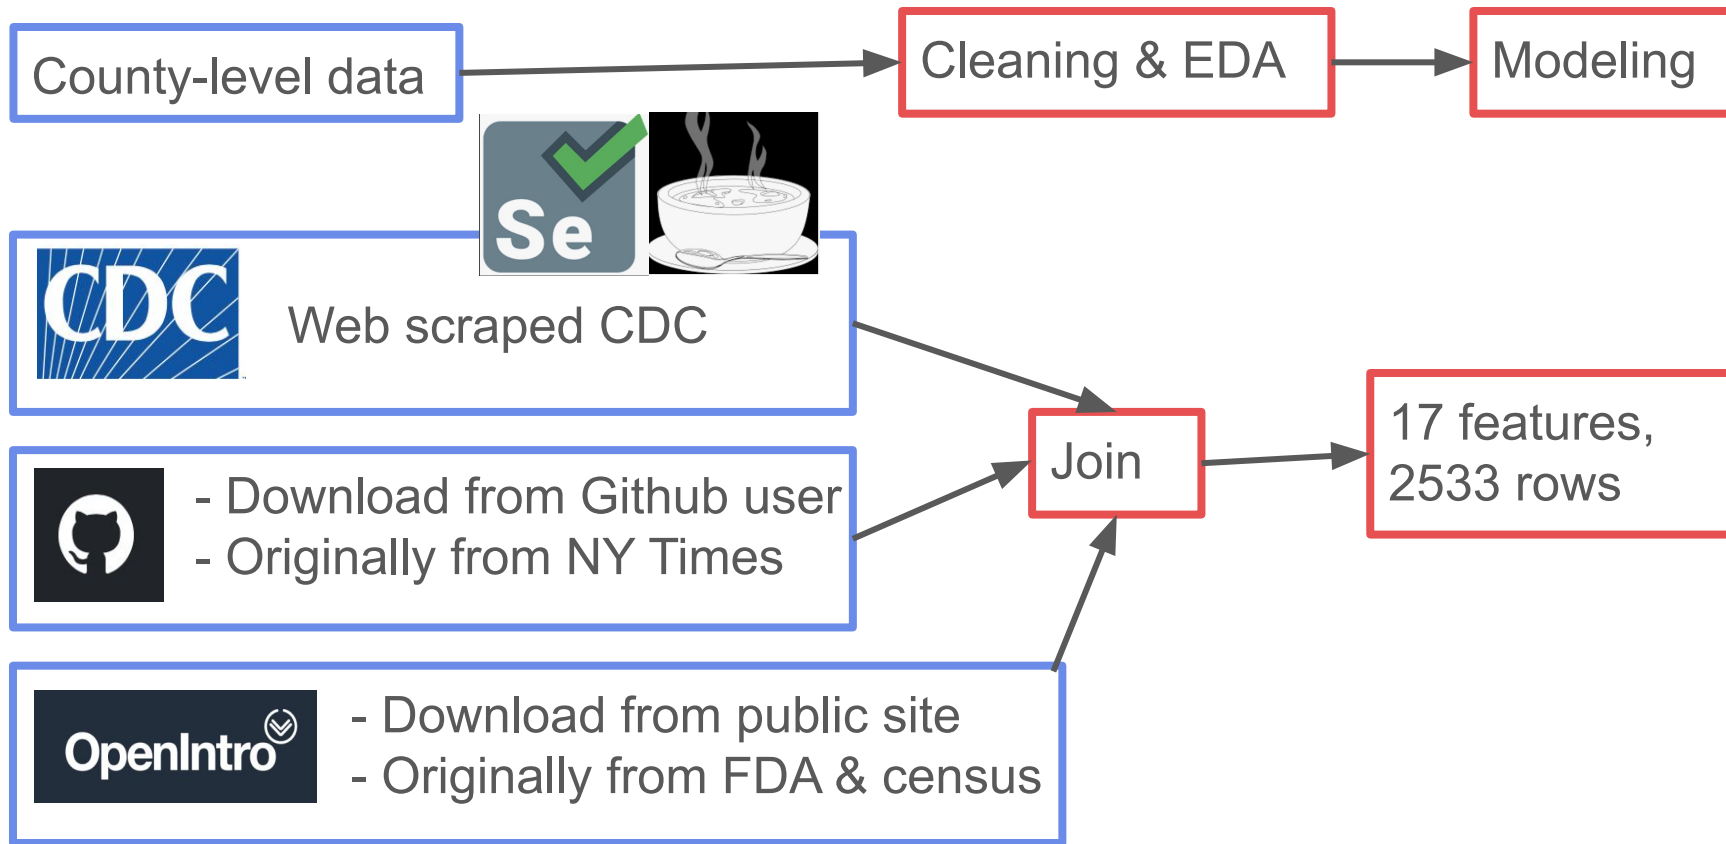 County-level data
Cleaning & EDA
Modeling
Se
CDC
Web scraped CDC
- Download from Github user
- Originally from NY Times
Join
17 features,
2533 rows
OpenIntro
- Download from public site
- Originally from FDA & census